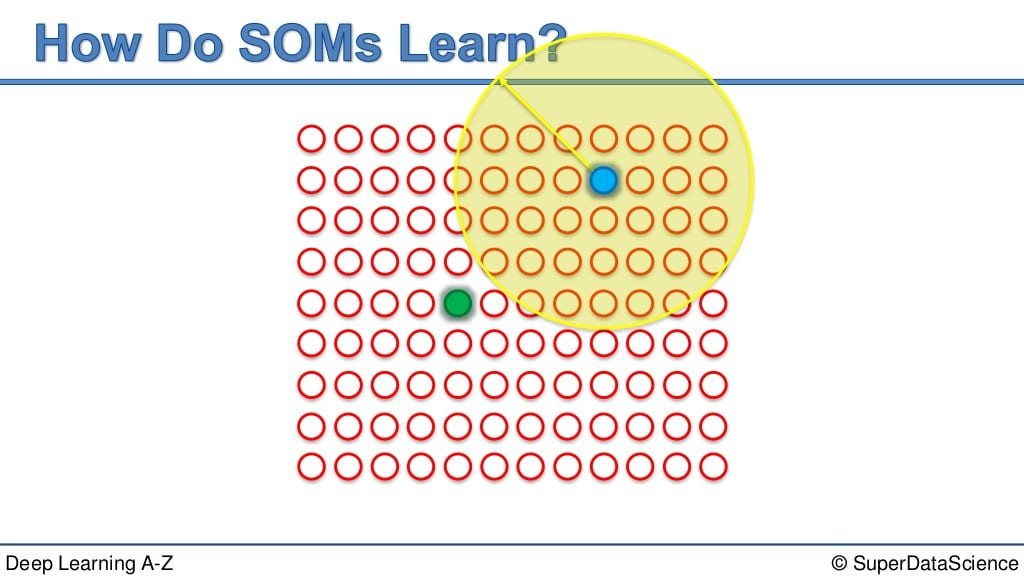 How Do SOMs Learn?
Deep Learning A-Z
© SuperDataScience